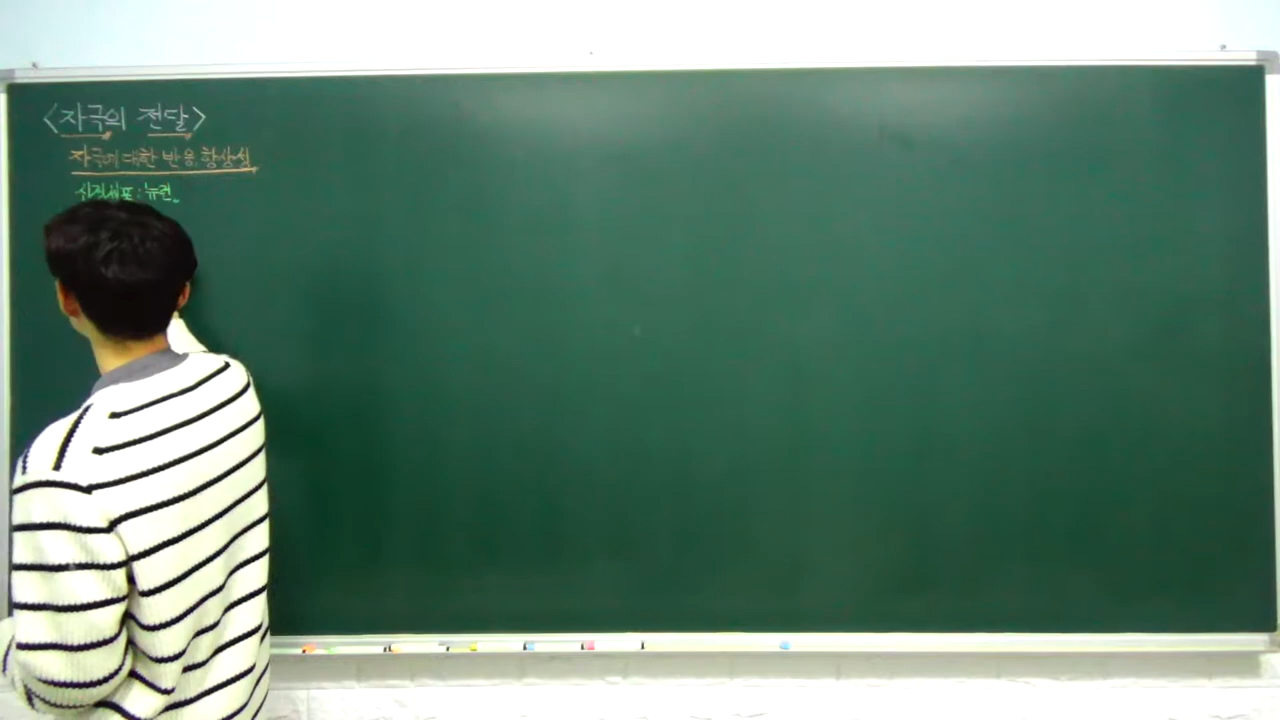 <자극의 전달>
자극에 대한 반응, 항상성
신경세포 : 뉴런